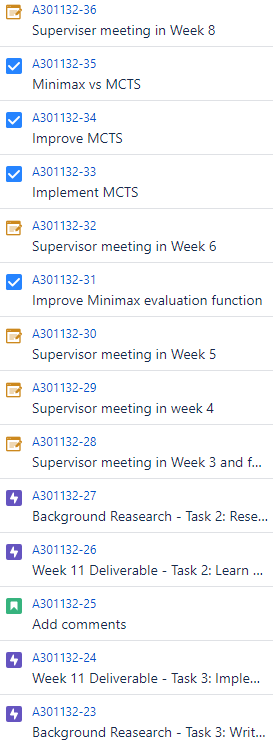 A301132-36
Superviser meeting in Week 8
A301132-35
Minimax vs MCTS
A301132-34
Improve MCTS
A301132-33
Implement MCTS
A301132-32
Supervisor meeting in Week 6
A301132-31
Improve Minimax evaluation function
A301132-30
Supervisor meeting in Week 5
A301132-29
Supervisor meeting in week 4
A301132-28
Supervisor meeting in Week 3 and f...
A301132-27
Background Reasearch - Task 2: Rese...
A301132-26
Week 11 Deliverable - Task 2: Learn ...
A301132-25
Add comments
A301132-24
Week 11 Deliverable - Task 3: Imple...
A301132-23
Background Reasearch - Task 3: Writ...